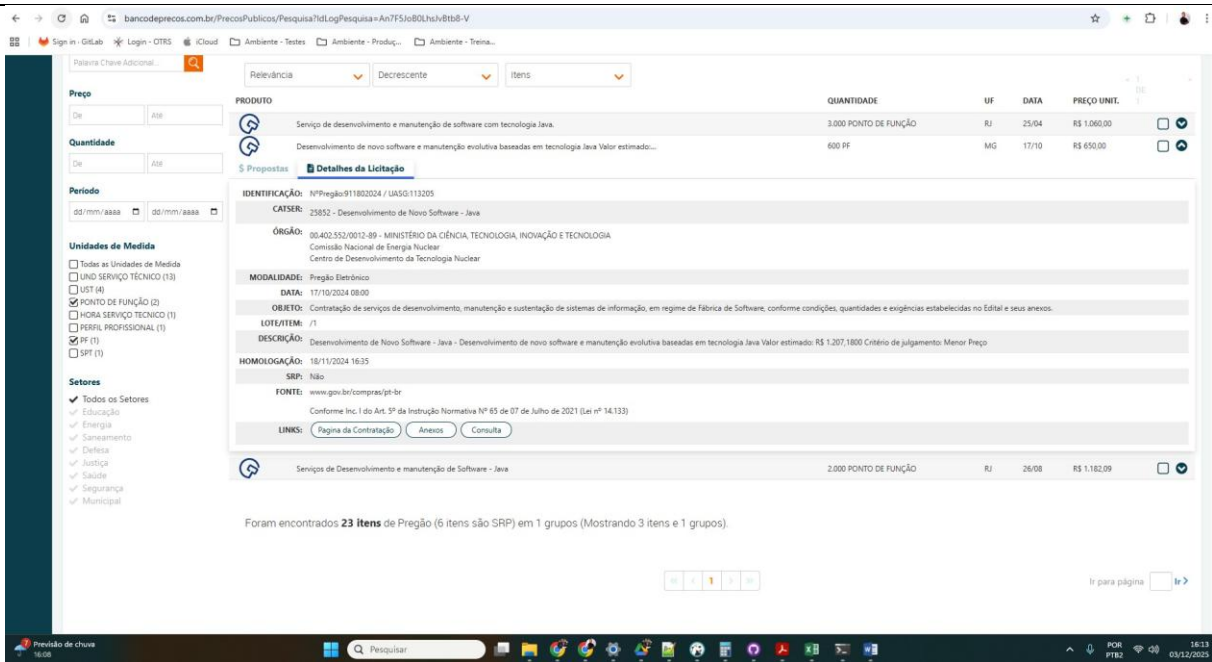 bancodeprecos.com.br/PrecosPublicos/Pesquisa?IdLogPesquisa=An7F5JoB0LhsJvBtb8-V
Sign in · GitLab Login - OTRS iCloud Ambiente - Testes Ambiente - Produç... Ambiente - Treina...
Palavra Chave Adicional...
Relevância Decrescente Itens
Preço
De Até
Quantidade
De Até
Período
dd/mm/aaaa dd/mm/aaaa
Unidades de Medida
Todas as Unidades de Medida
UND SERVIÇO TÉCNICO (13)
UST (4)
PONTO DE FUNÇÃO (2)
HORA SERVIÇO TECNICO (1)
PERFIL PROFISSIONAL (1)
PF (1)
SPT (1)
Setores
Todos os Setores
Educação
Energia
Saneamento
Defesa
Justiça
Saúde
Segurança
Municipal
PRODUTO QUANTIDADE UF DATA PREÇO UNIT.
Serviço de desenvolvimento e manutenção de software com tecnologia Java. 3.000 PONTO DE FUNÇÃO RJ 25/04 R$ 1.060,00
Desenvolvimento de novo software e manutenção evolutiva baseadas em tecnologia Java Valor estimado:... 600 PF MG 17/10 R$ 650,00
$ Propostas Detalhes da Licitação
IDENTIFICAÇÃO: NºPregão:911802024 / UASG:113205
CATSER: 25852 - Desenvolvimento de Novo Software - Java
ÓRGÃO: 00.402.552/0012-89 - MINISTÉRIO DA CIÊNCIA, TECNOLOGIA, INOVAÇÃO E TECNOLOGIA
Comissão Nacional de Energia Nuclear
Centro de Desenvolvimento da Tecnologia Nuclear
MODALIDADE: Pregão Eletrônico
DATA: 17/10/2024 08:00
OBJETO: Contratação de serviços de desenvolvimento, manutenção e sustentação de sistemas de informação, em regime de Fábrica de Software, conforme condições, quantidades e exigências estabelecidas no Edital e seus anexos.
LOTE/ITEM: /1
DESCRIÇÃO: Desenvolvimento de Novo Software - Java - Desenvolvimento de novo software e manutenção evolutiva baseadas em tecnologia Java Valor estimado: R$ 1.207,1800 Critério de julgamento: Menor Preço
HOMOLOGAÇÃO: 18/11/2024 16:35
SRP: Não
FONTE: www.gov.br/compras/pt-br
Conforme Inc. I do Art. 5º da Instrução Normativa Nº 65 de 07 de Julho de 2021 (Lei nº 14.133)
LINKS: Pagina da Contratação Anexos Consulta
Serviços de Desenvolvimento e manutenção de Software - Java 2.000 PONTO DE FUNÇÃO RJ 26/08 R$ 1.182,09
Foram encontrados 23 itens de Pregão (6 itens são SRP) em 1 grupos (Mostrando 3 itens e 1 grupos).
1
Ir para página Ir
Previsão de chuva
16:08
Pesquisar
POR
PTB2
16:13
03/12/2025